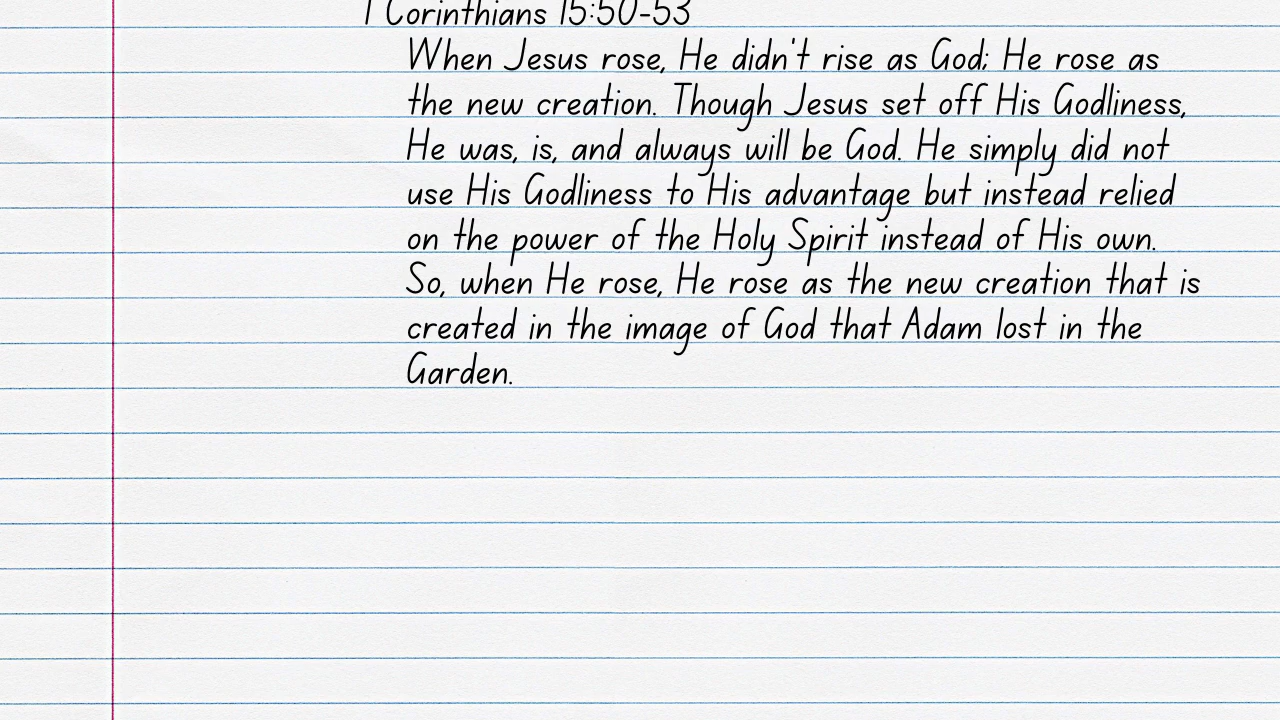 1 Corinthians 15:50-53
When Jesus rose, He didn't rise as God; He rose as
the new creation. Though Jesus set off His Godliness,
He was, is, and always will be God. He simply did not
use His Godliness to His advantage but instead relied
on the power of the Holy Spirit instead of His own.
So, when He rose, He rose as the new creation that is
created in the image of God that Adam lost in the
Garden.